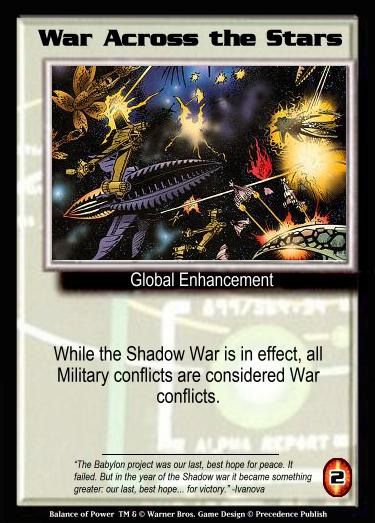 War Across the Stars
Global Enhancement
While the Shadow War is in effect, all
Military conflicts are considered War
conflicts.
ALPHA REPORT
"The Babylon project was our last, best hope for peace. It
failed. But in the year of the Shadow war it became something
greater: our last, best hope... for victory." -Ivanova
2
Balance of Power TM & © Warner Bros. Game Design © Precedence Publish